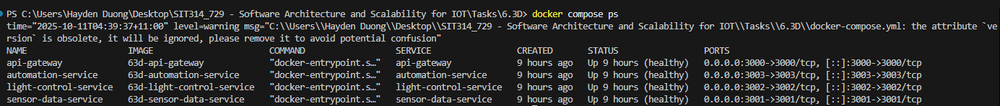 PS C:\Users\Hayden Duong\Desktop\SIT314_729 - Software Architecture and Scalability for IOT\Tasks\6.3D> docker compose ps
time="2025-10-11T04:39:37+11:00" level=warning msg="C:\\Users\\Hayden Duong\\Desktop\\SIT314_729 - Software Architecture and Scalability for IOT\\Tasks\\6.3D\\docker-compose.yml: the attribute `ve
rsion` is obsolete, it will be ignored, please remove it to avoid potential confusion"
NAME IMAGE COMMAND SERVICE CREATED STATUS PORTS
api-gateway 63d-api-gateway "docker-entrypoint.s…" api-gateway 9 hours ago Up 9 hours (healthy) 0.0.0.0:3000->3000/tcp, [::]:3000->3000/tcp
automation-service 63d-automation-service "docker-entrypoint.s…" automation-service 9 hours ago Up 9 hours (healthy) 0.0.0.0:3003->3003/tcp, [::]:3003->3003/tcp
light-control-service 63d-light-control-service "docker-entrypoint.s…" light-control-service 9 hours ago Up 9 hours (healthy) 0.0.0.0:3002->3002/tcp, [::]:3002->3002/tcp
sensor-data-service 63d-sensor-data-service "docker-entrypoint.s…" sensor-data-service 9 hours ago Up 9 hours (healthy) 0.0.0.0:3001->3001/tcp, [::]:3001->3001/tcp